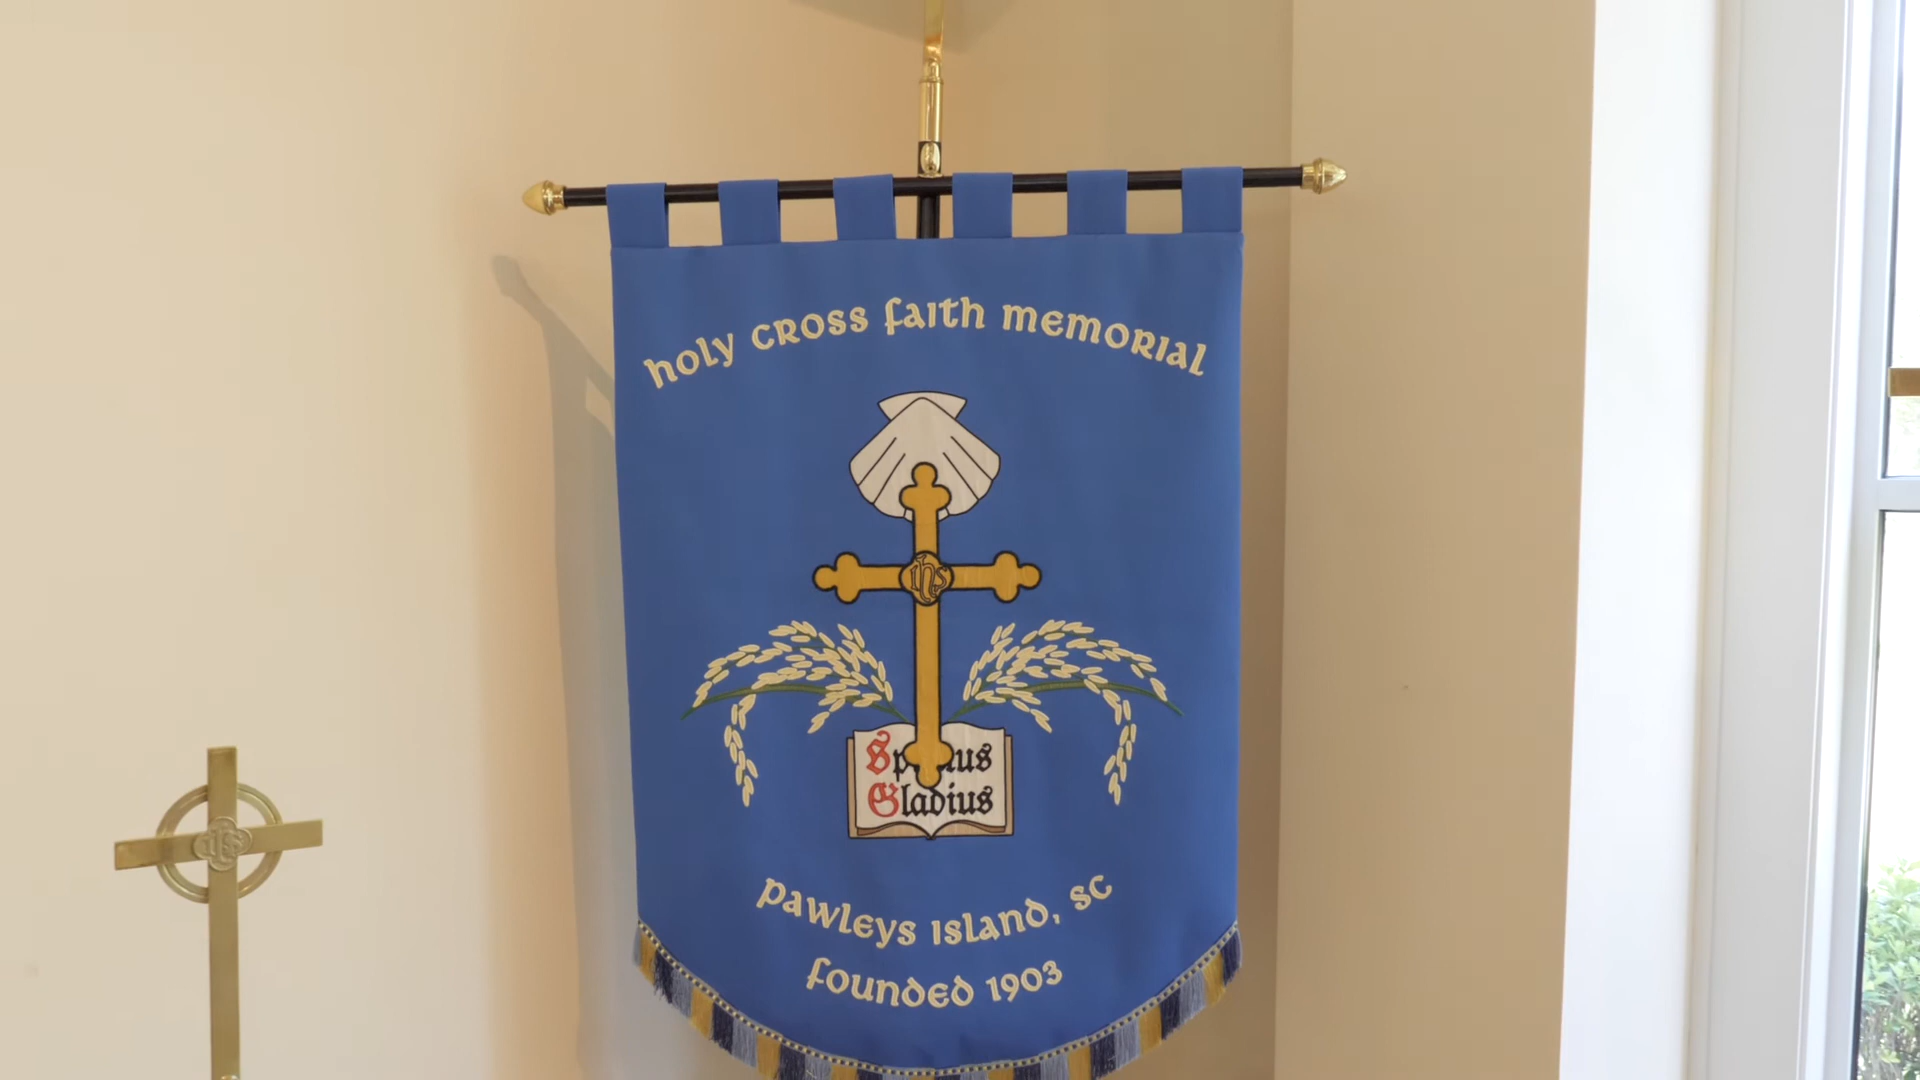 holy cross faith memorial
ihs
Gladius
Pawleys Island, SC
founded 1903